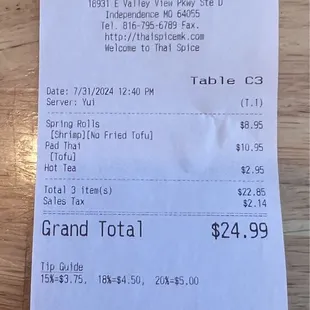 16931 E Valley View Pkwy Ste D
Independence MO 64055
Tel. 816-795-6789 Fax.
http://thaispicemk.com
Welcome to Thai Spice
Table C3
Date: 7/31/2024 12:40 PM
Server: Yui (T.1)
Spring Rolls $8.95
[Shrimp][No Fried Tofu]
Pad Thai $10.95
[Tofu]
Hot Tea $2.95
Total 3 item(s) $22.85
Sales Tax $2.14
Grand Total $24.99
Tip Guide
15%=$3.75, 18%=$4.50, 20%=$5.00